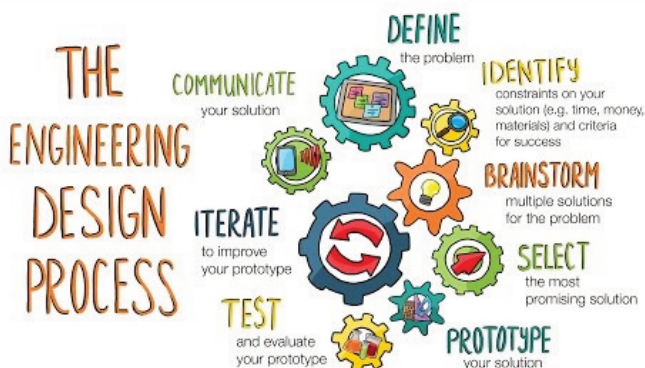 THE
ENGINEERING
DESIGN
PROCESS
DEFINE
the problem
IDENTIFY
constraints on your
solution (e.g. time, money,
materials) and criteria
for success
BRAINSTORM
multiple solutions
for the problem
SELECT
the most
promising solution
PROTOTYPE
your solution
TEST
and evaluate
your prototype
ITERATE
to improve
your prototype
COMMUNICATE
your solution